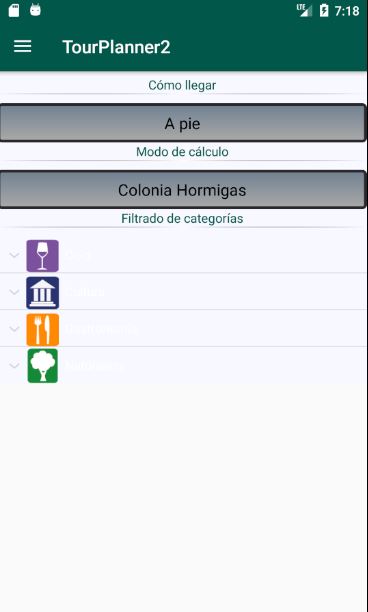 LTE 7:18
TourPlanner2
Cómo llegar
A pie
Modo de cálculo
Colonia Hormigas
Filtrado de categorías
Ocio
Cultura
Gastronomía
Naturaleza